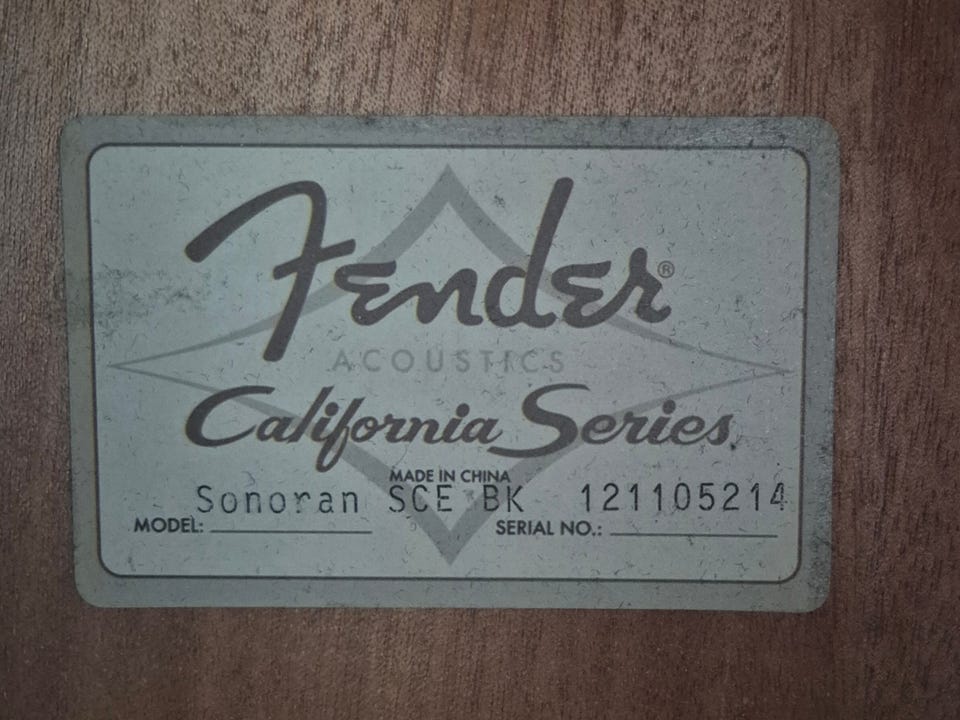 Fender®
ACOUSTICS
California Series
MADE IN CHINA
Sonoran SCE BK 121105214
MODEL: SERIAL NO.: